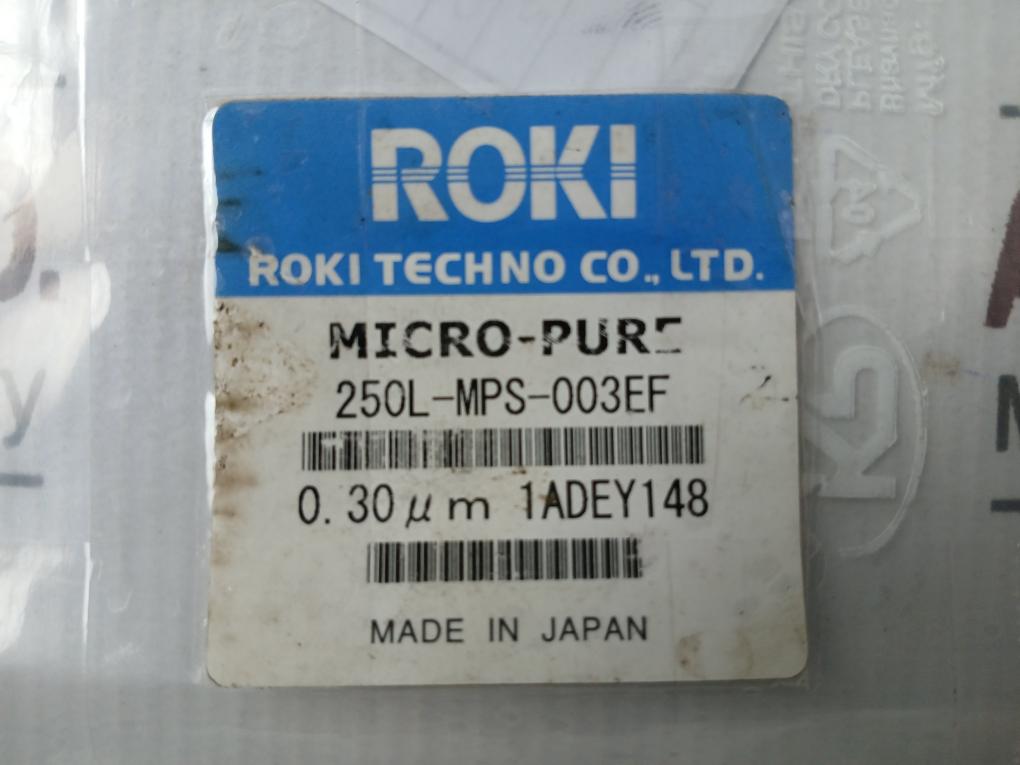 ROKI
ROKI TECHNO CO., LTD.
MICRO-PURE
250L-MPS-003EF
0.30μm 1ADEY148
MADE IN JAPAN